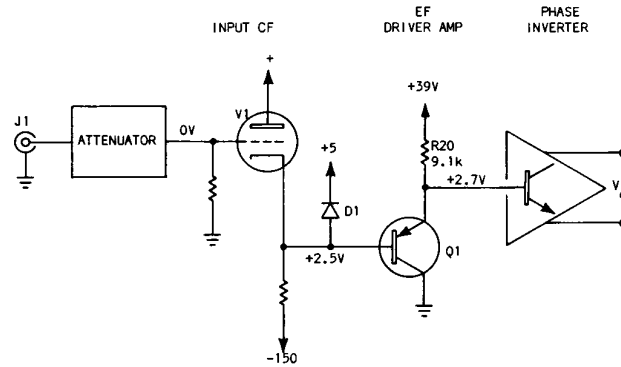 INPUT CF
EF
DRIVER AMP
PHASE
INVERTER
+
+39V
J1
V1
ATTENUATOR
0V
R20
9.1k
+5
+2.7V
D1
Q1
+2.5V
-150